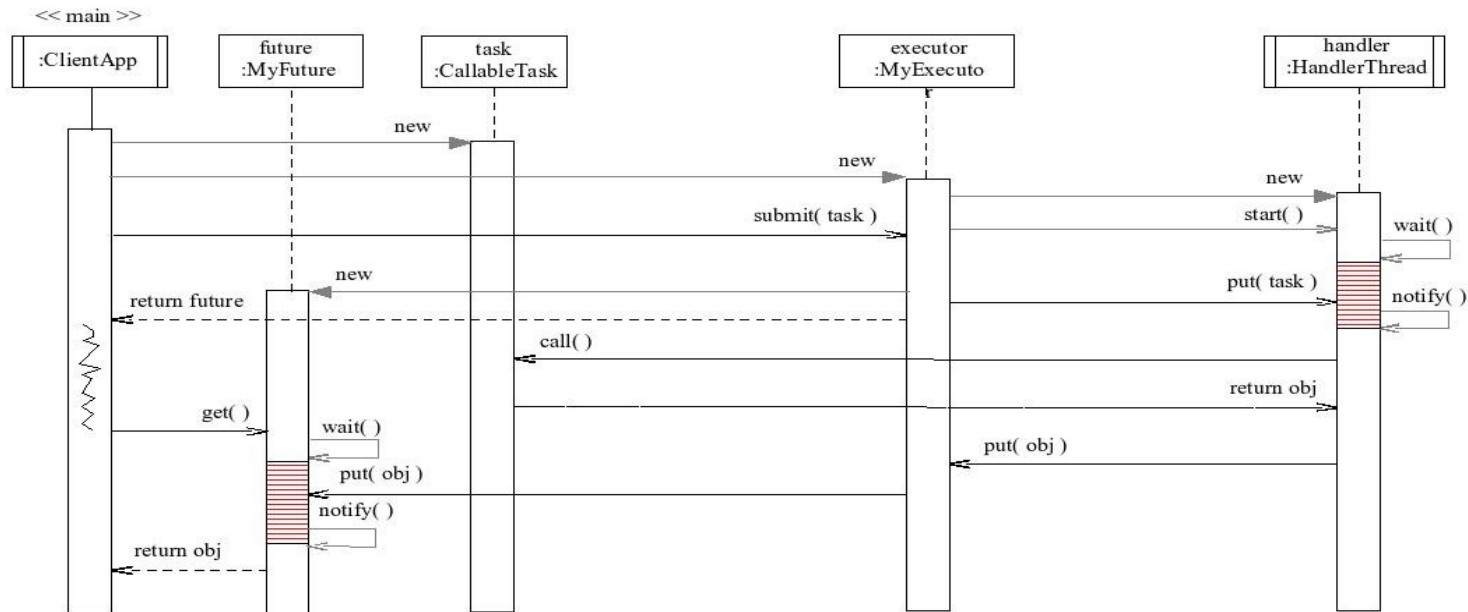 << main >>
:ClientApp
future
:MyFuture
task
:CallableTask
executor
:MyExecuto
r
handler
:HandlerThread
new
new
new
submit( task )
start( )
wait( )
new
put( task )
notify( )
return future
call( )
return obj
get( )
wait( )
put( obj )
put( obj )
notify( )
return obj